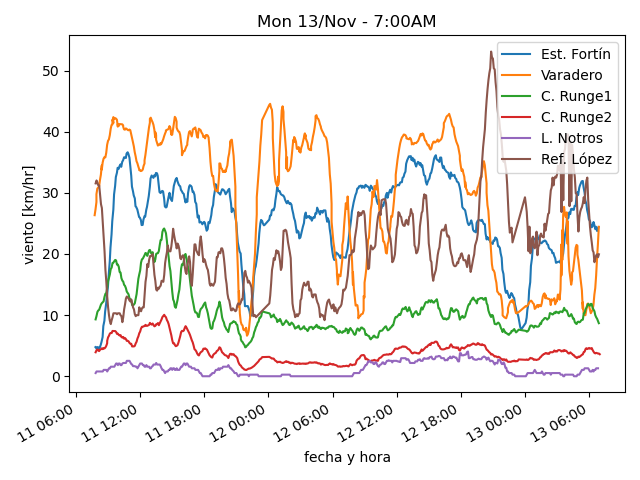 Mon 13/Nov - 7:00AM
viento [km/hr]
50
40
30
20
10
0
Est. Fortín
Varadero
C. Runge1
C. Runge2
L. Notros
Ref. López
11 06:00
11 12:00
11 18:00
12 00:00
12 06:00
12 12:00
12 18:00
13 00:00
13 06:00
fecha y hora